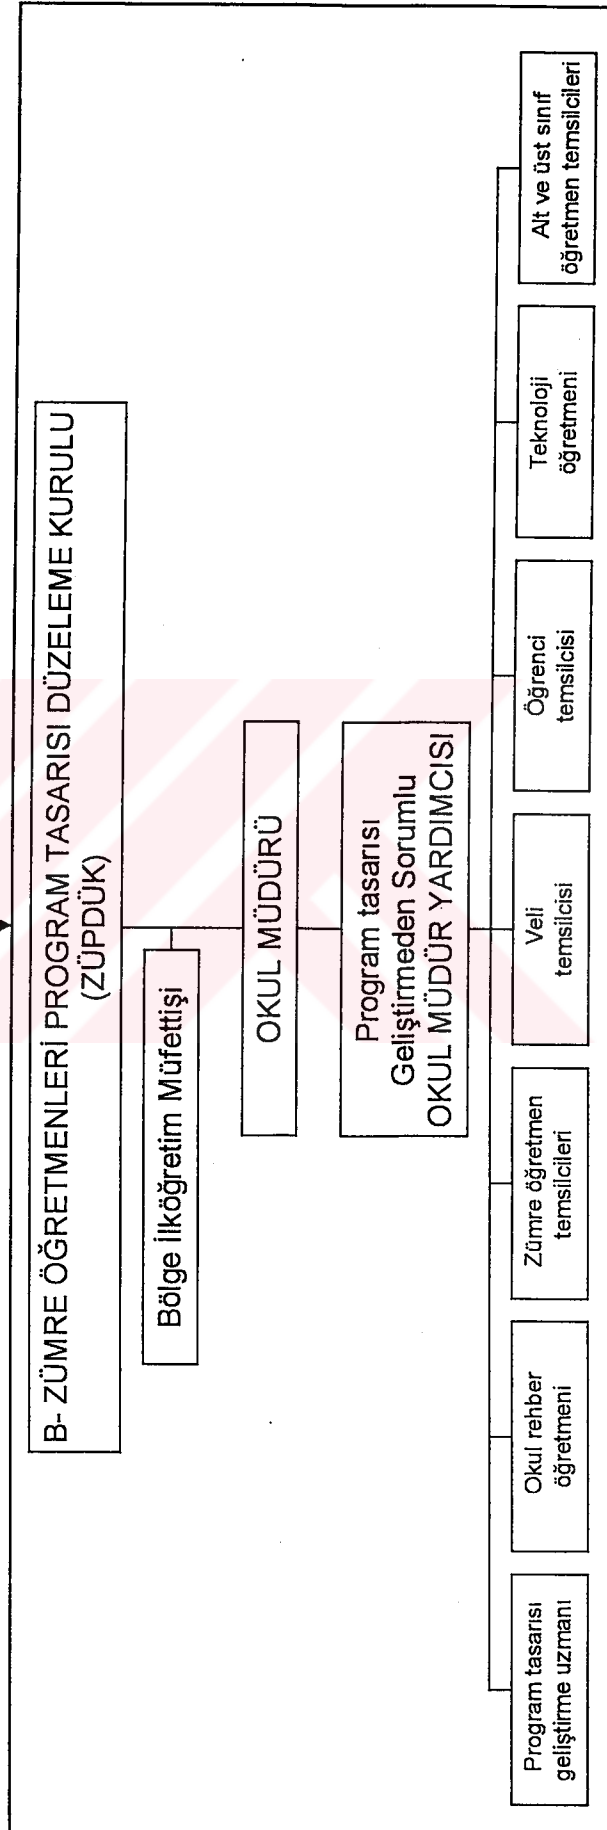 B- ZÜMRE ÖĞRETMENLERİ PROGRAM TASARISI DÜZELEME KURULU
(ZÜPDÜK)
Bölge İlköğretim Müfettişi
OKUL MÜDÜRÜ
Program tasarısı
Geliştirmeden Sorumlu
OKUL MÜDÜR YARDIMCISI
Program tasarısı
geliştirme uzmanı
Okul rehber
öğretmeni
Zümre öğretmen
temsilcileri
Veli
temsilcisi
Öğrenci
temsilcisi
Teknoloji
öğretmeni
Alt ve üst sınıf
öğretmen temsilcileri